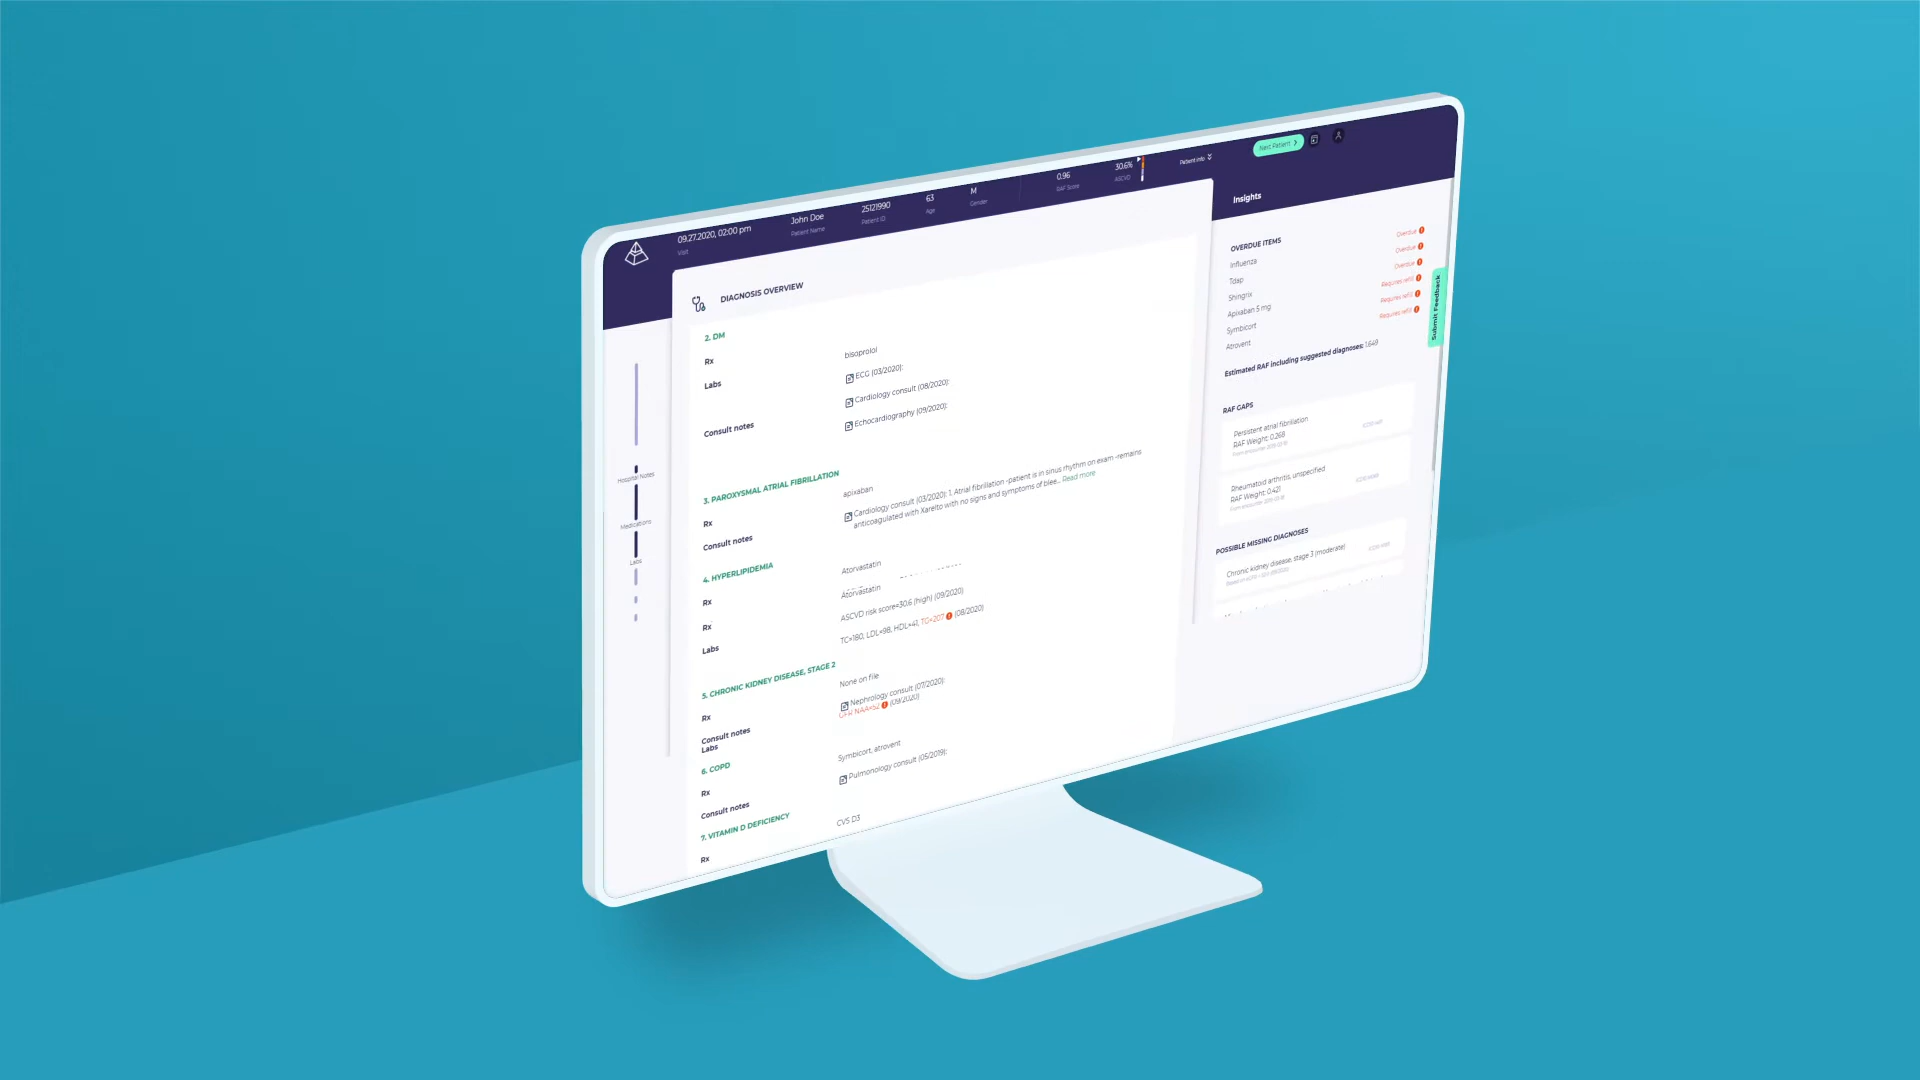 09.27.2020, 02:00 pm
Visit
John Doe
Patient Name
25121990
Patient ID
63
Age
M
Gender
0.96
RAF Score
30.6%
ASCVD
Patient info
Next Patient
Hospital Notes
Medications
Labs
DIAGNOSIS OVERVIEW
2. DM
Rx
bisoprolol
Labs
ECG (03/2020):
Cardiology consult (08/2020):
Consult notes
Echocardiography (09/2020):
3. PAROXYSMAL ATRIAL FIBRILLATION
Rx
apixaban
Consult notes
Cardiology consult (03/2020): 1. Atrial fibrillation -patient is in sinus rhythm on exam -remains
anticoagulated with Xarelto with no signs and symptoms of blee... Read more
4. HYPERLIPIDEMIA
Rx
Atorvastatin
Rx
Atorvastatin
ASCVD risk score=30.6 (high) (09/2020)
Labs
TC=180, LDL=98, HDL=41, TG=207 (08/2020)
5. CHRONIC KIDNEY DISEASE, STAGE 2
Rx
None on file
Consult notes
Nephrology consult (07/2020):
Labs
GFR NAA=52 (09/2020)
6. COPD
Rx
Symbicort, atrovent
Consult notes
Pulmonology consult (05/2019):
7. VITAMIN D DEFICIENCY
Rx
CVS D3
Insights
OVERDUE ITEMS
Influenza Overdue
Tdap Overdue
Shingrix Overdue
Apixaban 5 mg Requires refill
Symbicort Requires refill
Atrovent Requires refill
Estimated RAF including suggested diagnoses: 1.649
RAF GAPS
Persistent atrial fibrillation
RAF Weight: 0.268
Rheumatoid arthritis, unspecified
RAF Weight: 0.421
POSSIBLE MISSING DIAGNOSES
Chronic kidney disease, stage 3 (moderate)
Submit Feedback